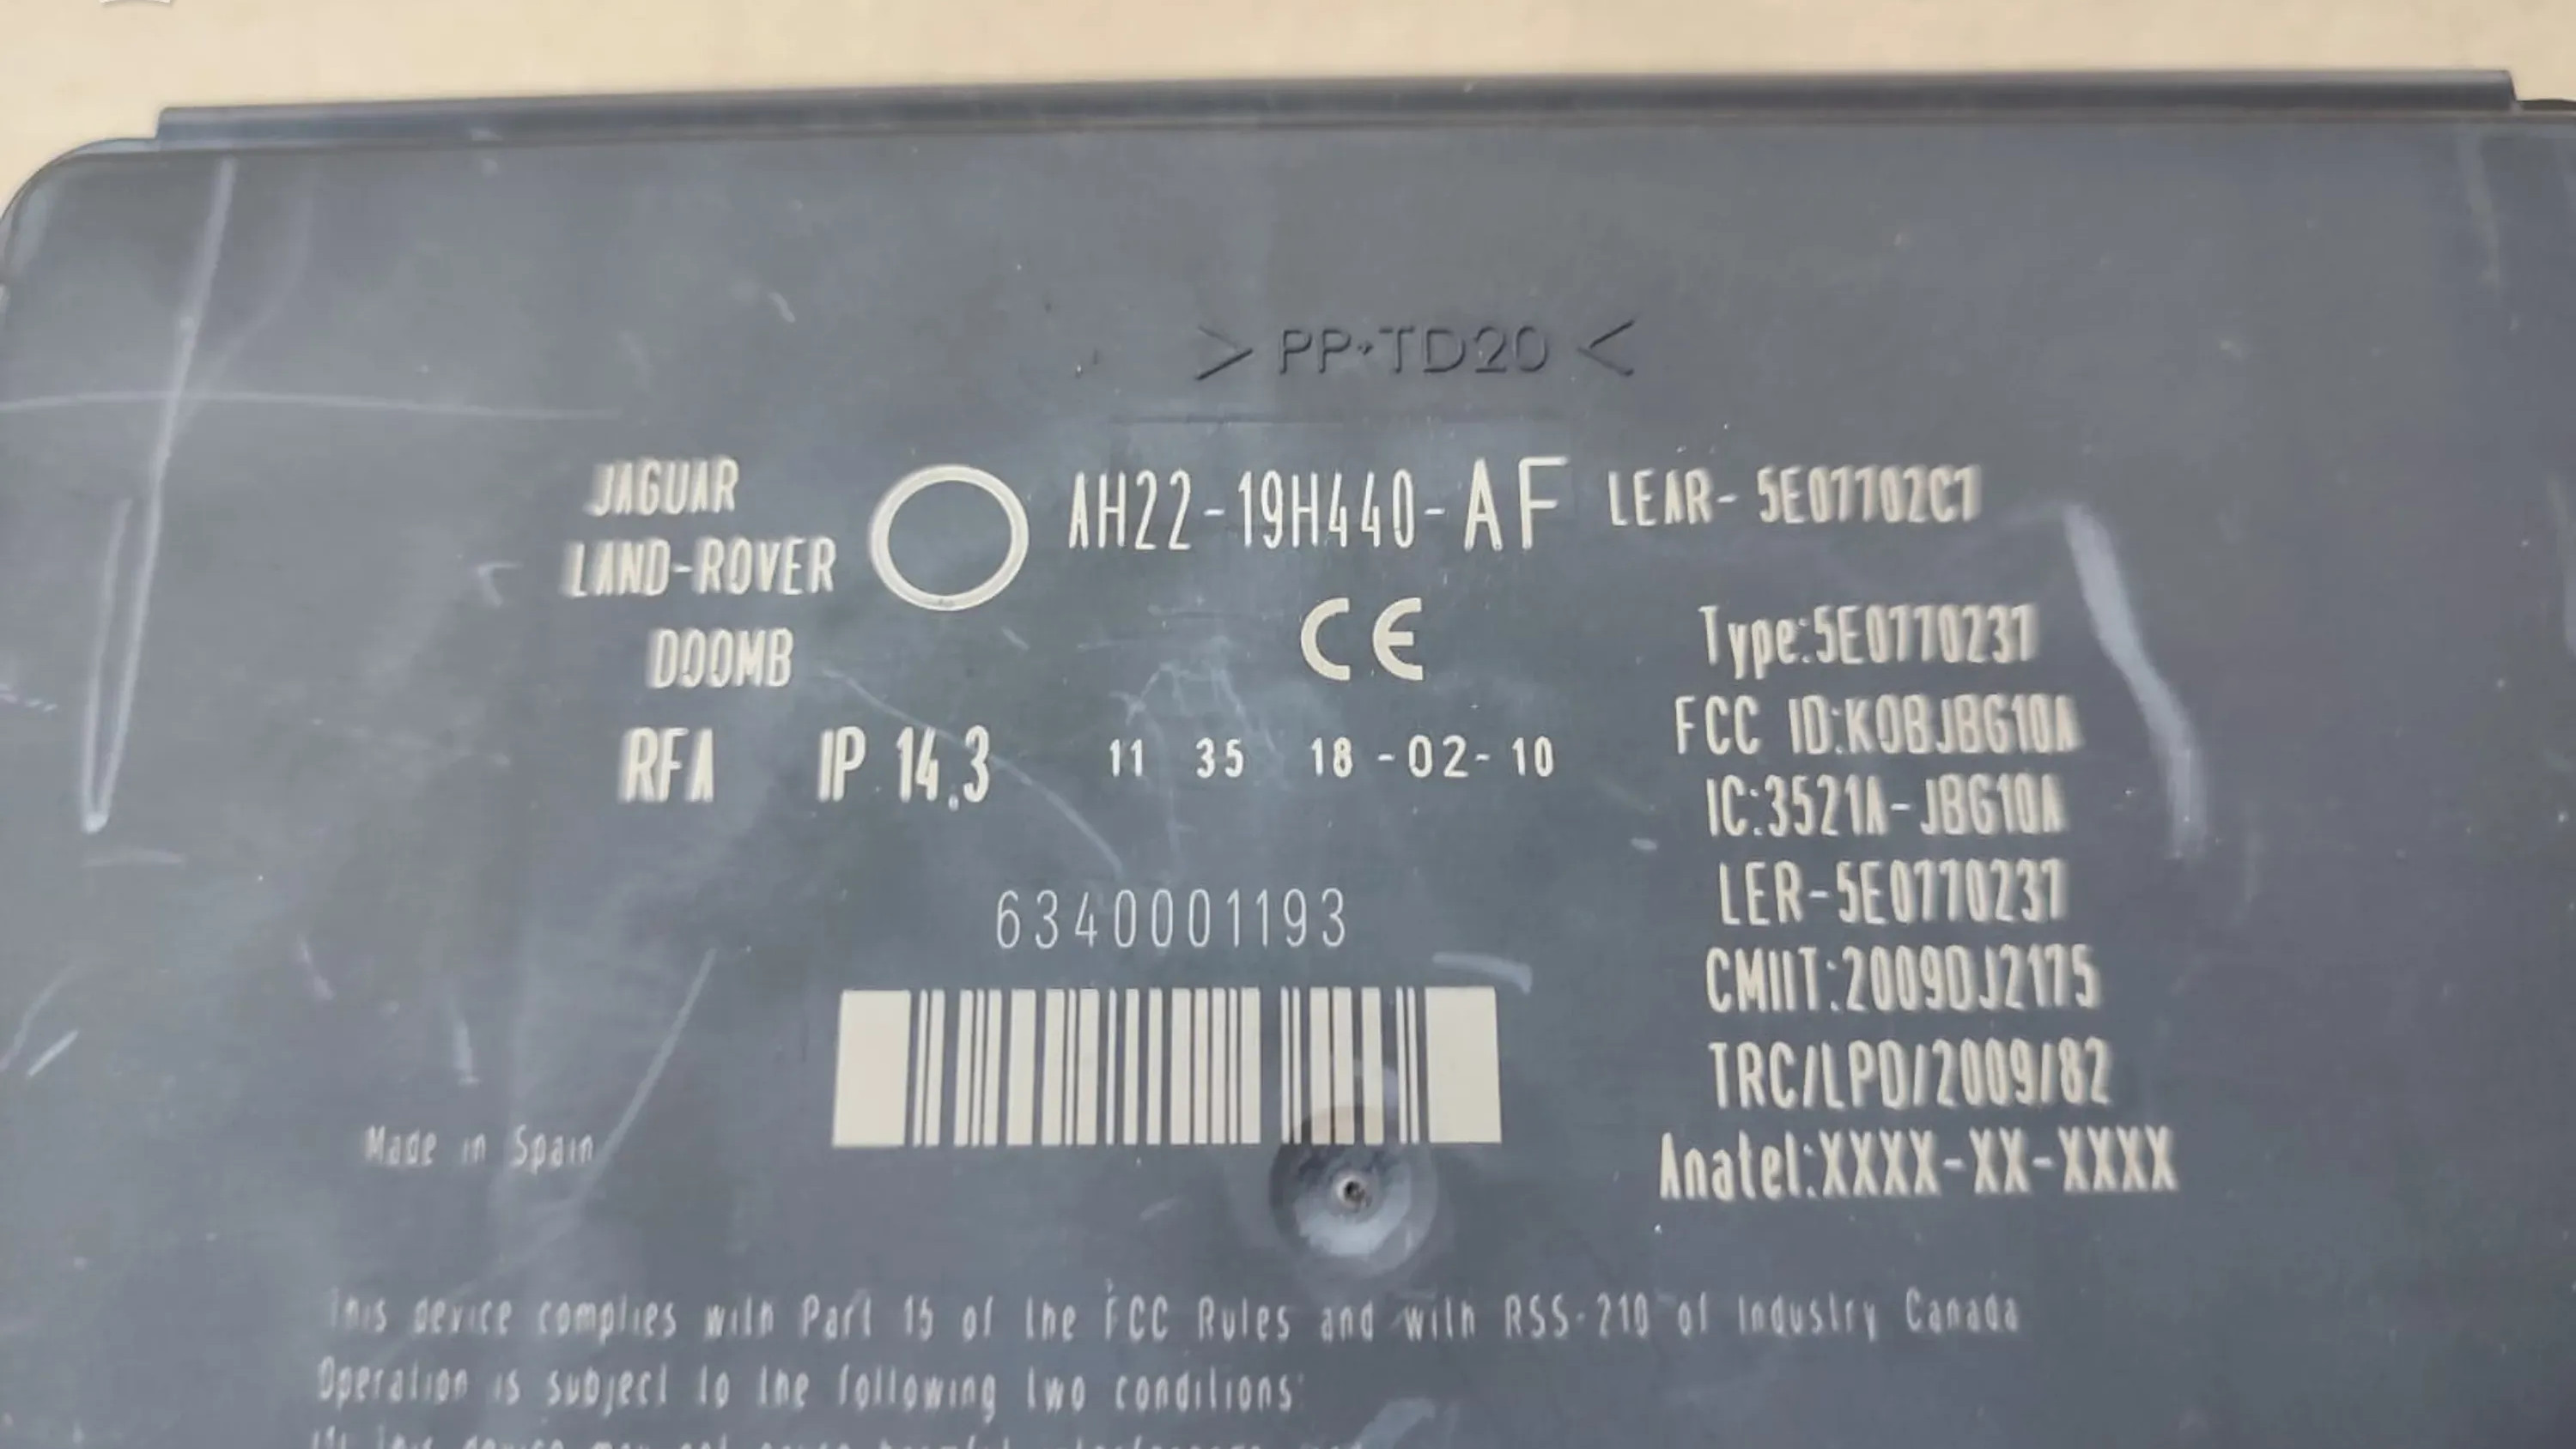 > PP+TD20 <
JAGUAR
LAND-ROVER
DOOMB
AH22-19H440-AF LEAR- 5E07702C7
Type:5E0770237
FCC ID:KOBJBG10A
RFA IP 14.3 11 35 18-02-10
IC:3521A-JBG10A
LER-5E0770237
6340001193
CMIIT:2009DJ2175
TRC/LPD/2009/82
Made in Spain
Anatel:XXXX-XX-XXXX
This device complies with Part 15 of the FCC Rules and with RSS-210 of Industry Canada
Operation is subject to the following two conditions: